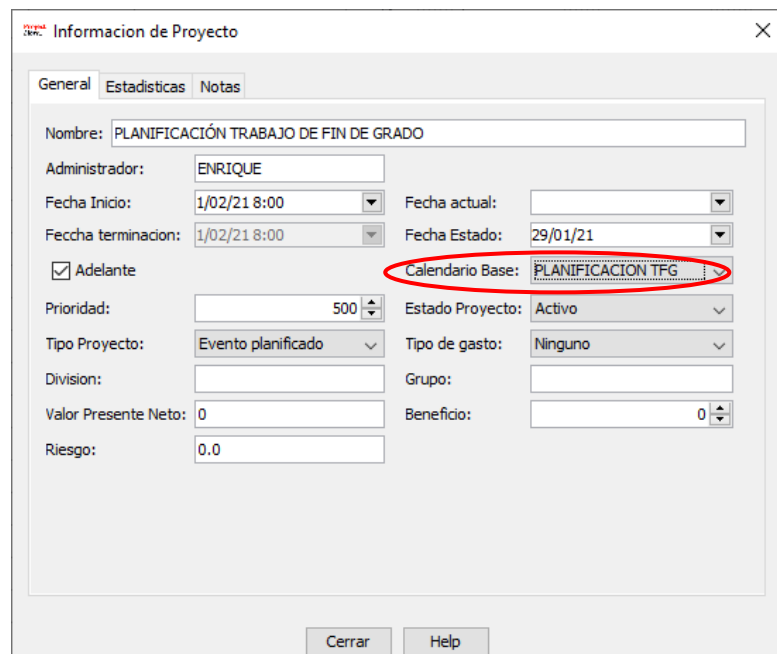 Informacion de Proyecto
General Estadisticas Notas
Nombre: PLANIFICACIÓN TRABAJO DE FIN DE GRADO
Administrador: ENRIQUE
Fecha Inicio: 1/02/21 8:00 Fecha actual:
Feccha terminacion: 1/02/21 8:00 Fecha Estado: 29/01/21
Adelante Calendario Base: PLANIFICACION TFG
Prioridad: 500 Estado Proyecto: Activo
Tipo Proyecto: Evento planificado Tipo de gasto: Ninguno
Division: Grupo:
Valor Presente Neto: 0 Beneficio: 0
Riesgo: 0.0
Cerrar Help